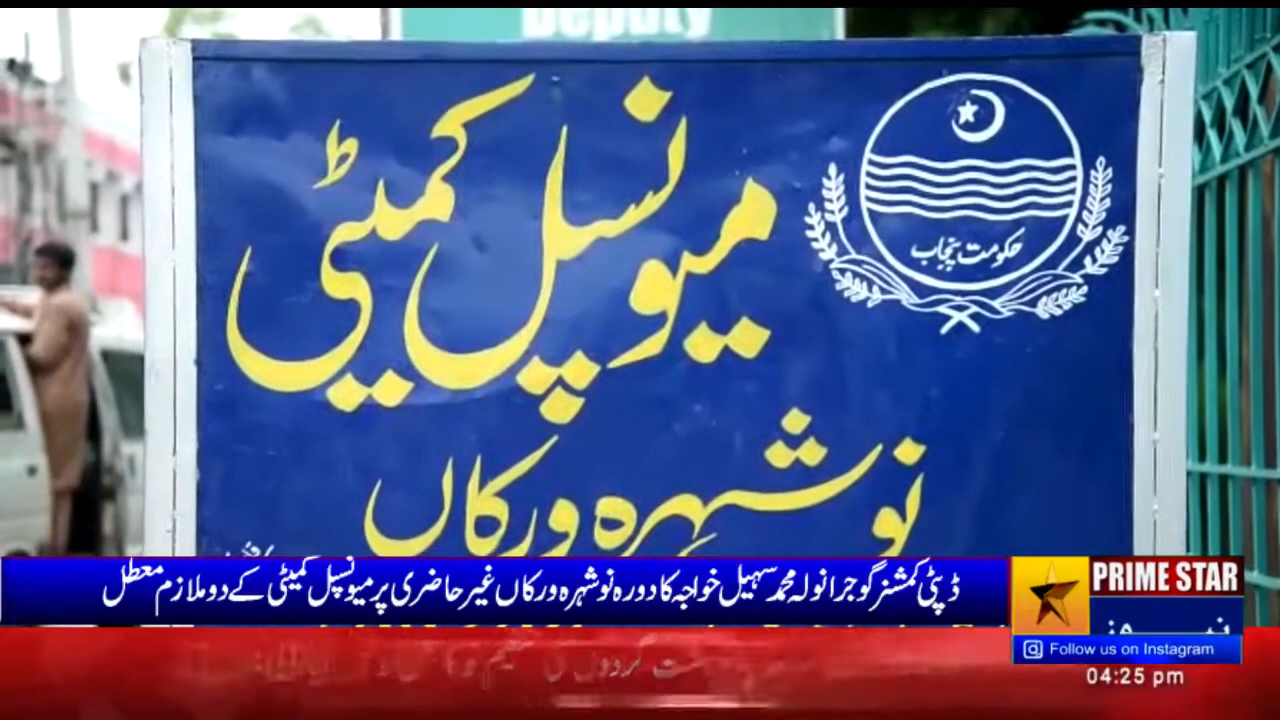 Deputy
حکومت پنجاب
میونسپل کمیٹی
نوشہرہ ورکاں
ڈپٹی کمشنر گوجرانوالہ محمد سہیل خواجہ کا دورہ نوشہرہ ورکاں غیر حاضری پر میونسپل کمیٹی کے دو ملازم معطل
PRIME STAR
نیوز
Follow us on Instagram
04:25 pm